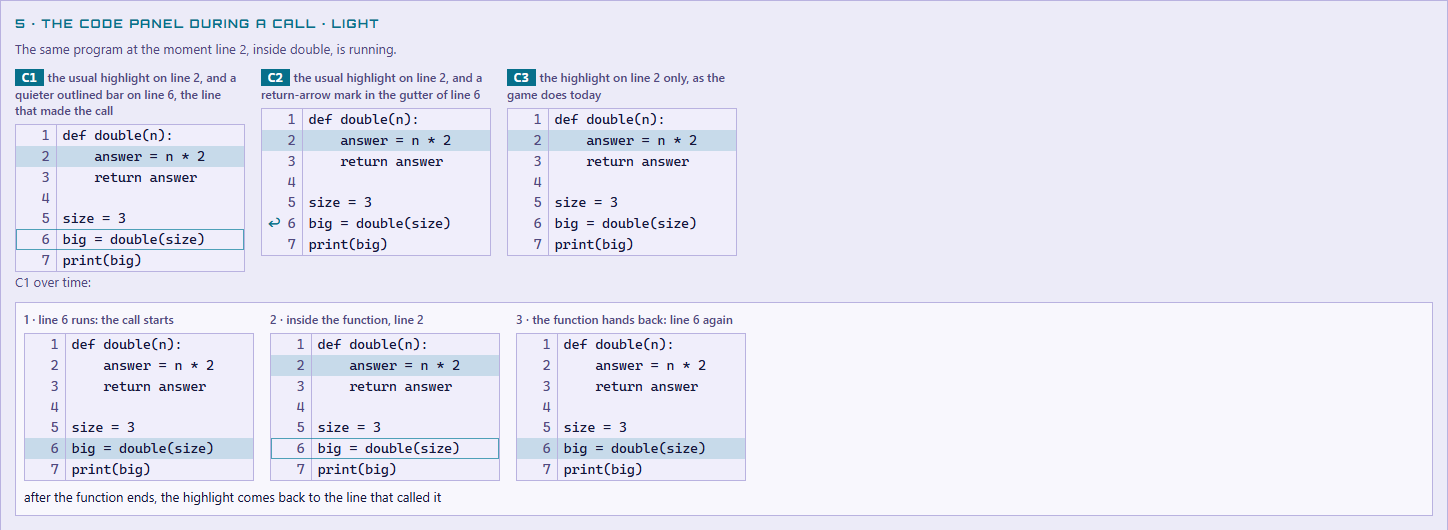 5 · THE CODE PANEL DURING A CALL · LIGHT
The same program at the moment line 2, inside double, is running.
C1 the usual highlight on line 2, and a
quieter outlined bar on line 6, the line
that made the call
1 def double(n):
2     answer = n * 2
3     return answer
4
5 size = 3
6 big = double(size)
7 print(big)
C2 the usual highlight on line 2, and a
return-arrow mark in the gutter of line 6
1 def double(n):
2     answer = n * 2
3     return answer
4
5 size = 3
↩ 6 big = double(size)
7 print(big)
C3 the highlight on line 2 only, as the
game does today
1 def double(n):
2     answer = n * 2
3     return answer
4
5 size = 3
6 big = double(size)
7 print(big)
C1 over time:
1 · line 6 runs: the call starts
1 def double(n):
2     answer = n * 2
3     return answer
4
5 size = 3
6 big = double(size)
7 print(big)
2 · inside the function, line 2
1 def double(n):
2     answer = n * 2
3     return answer
4
5 size = 3
6 big = double(size)
7 print(big)
3 · the function hands back: line 6 again
1 def double(n):
2     answer = n * 2
3     return answer
4
5 size = 3
6 big = double(size)
7 print(big)
after the function ends, the highlight comes back to the line that called it